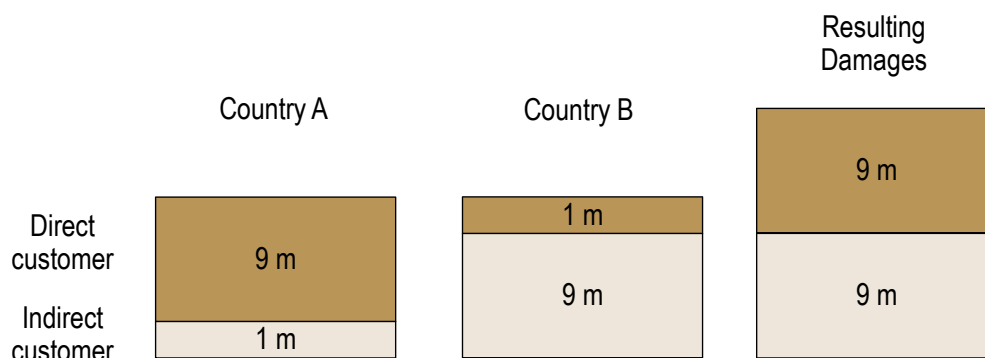 Resulting
Damages
Country A
Country B
9 m
Direct
customer
9 m
1 m
9 m
9 m
Indirect
customer
1 m